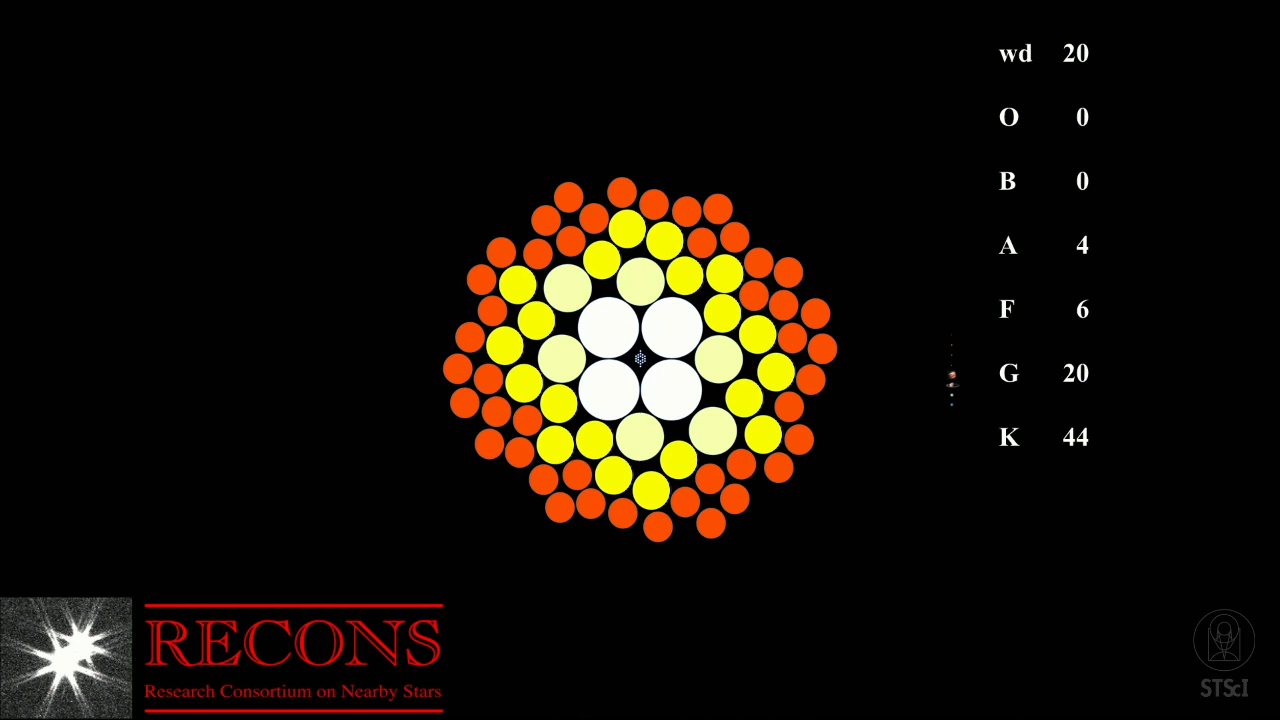 wd 20
O 0
B 0
A 4
F 6
G 20
K 44
RECONS
Research Consortium on Nearby Stars
STScI